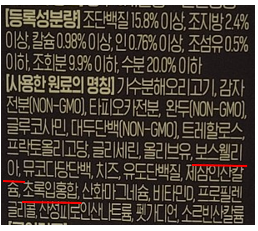 [등록성분량] 조단백질 15.8% 이상, 조지방 2.4%
이상, 칼슘 0.98% 이상, 인 0.76% 이상, 조섬유 0.5%
이하, 조회분 9.9% 이하, 수분 20.0% 이하
[사용한 원료의 명칭] 가수분해오리고기, 감자
전분(NON-GMO), 타피오카전분, 완두(NON-GMO),
글루코사민, 대두단백(NON-GMO), 트레할로스
프락토올리고당, 글리세린, 올리브유, 보스웰리
아, 뮤코다당단백, 치즈, 유도단백질, 제삼인산칼
슘, 초록입홍합, 산화마그네슘, 비타민D, 프로필렌
글리콜, 산성피로인산나트륨, 펫가디언, 소르빈산칼륨